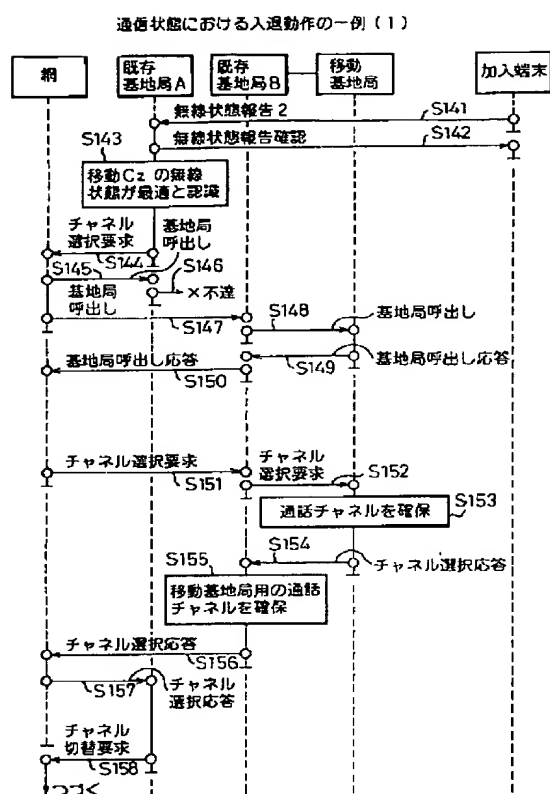 通信状態における入退動作の一例(1)
網
既存
基地局A
既存
基地局B
移動
基地局
加入端末
無線状態報告2
S141
無線状態報告確認
S142
S143
移動Czの無線
状態が最適と認識
チャネル
選択要求
S144
基地局
呼出し
S145
S146
×不達
基地局
呼出し
S147
S148
基地局呼出し
基地局呼出し応答
S149
基地局呼出し応答
S150
チャネル選択要求
S151
チャネル
選択要求
S152
通話チャネルを確保
S153
S154
チャネル選択応答
S155
移動基地局用の通話
チャネルを確保
チャネル選択応答
S156
S157
チャネル
選択応答
チャネル
切替要求
S158
つづく